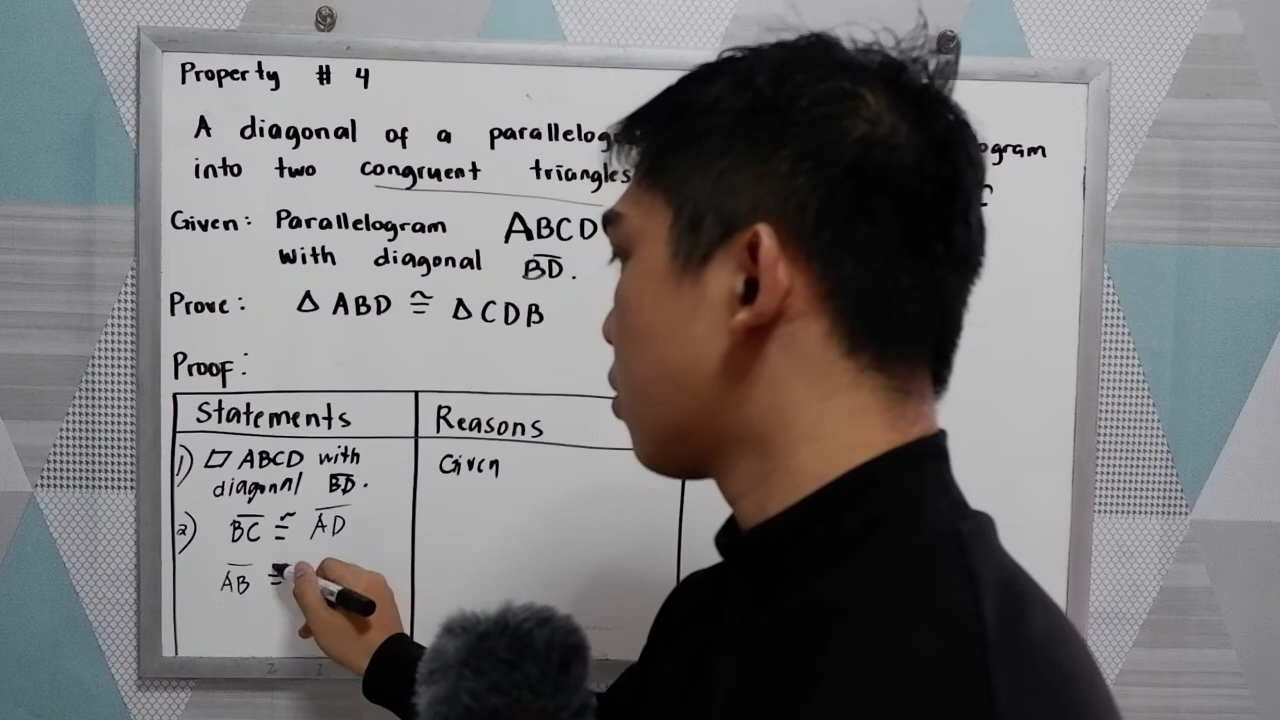 Property # 4
A diagonal of a parallelog ogram
into two congruent triangles
Given: Parallelogram ABCD
with diagonal BD.
Prove: Δ ABD ≅ Δ CDB
Proof:
Statements Reasons
1) ▱ ABCD with Given
diagonal BD.
2) BC ≅ AD
AB =